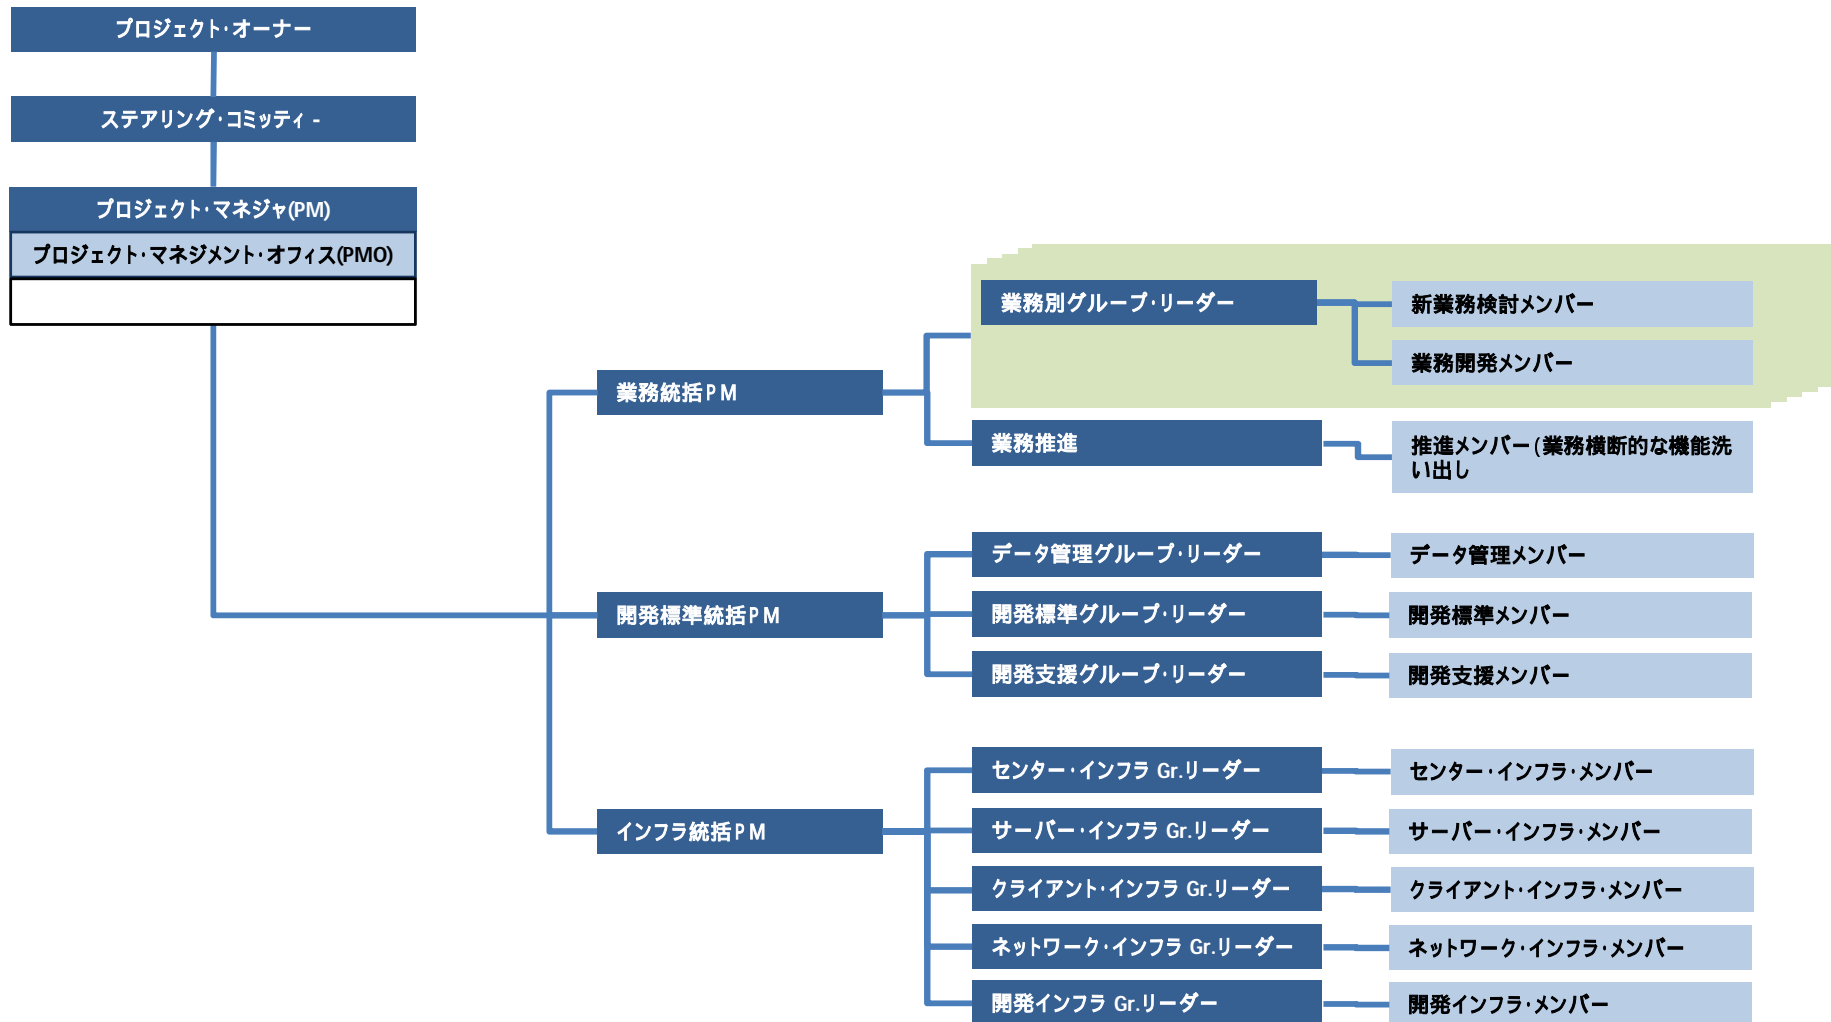 プロジェクト・オーナー
ステアリング・コミッティ-
プロジェクト・マネジャ(PM)
プロジェクト・マネジメント・オフィス(PMO)
業務別グループ・リーダー
新業務検討メンバー
業務開発メンバー
業務統括PM
業務推進
推進メンバー(業務横断的な機能洗
い出し
データ管理グループ・リーダー
データ管理メンバー
開発標準統括PM
開発標準グループ・リーダー
開発標準メンバー
開発支援グループ・リーダー
開発支援メンバー
センター・インフラ Gr.リーダー
センター・インフラ・メンバー
インフラ統括PM
サーバー・インフラ Gr.リーダー
サーバー・インフラ・メンバー
クライアント・インフラ Gr.リーダー
クライアント・インフラ・メンバー
ネットワーク・インフラ Gr.リーダー
ネットワーク・インフラ・メンバー
開発インフラ Gr.リーダー
開発インフラ・メンバー